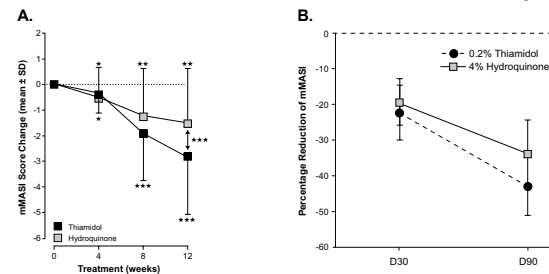 A.
mMASI Score Change (mean ± SD)
2
1
0
-1
-2
-3
-4
-5
-6
★
★★
★★
★
★★★
★★★
★★★
Thiamidol
Hydroquinone
0
4
8
12
Treatment (weeks)
B.
Percentage Reduction of mMASI
0
-10
-20
-30
-40
-50
-60
0.2% Thiamidol
4% Hydroquinone
D30
D90